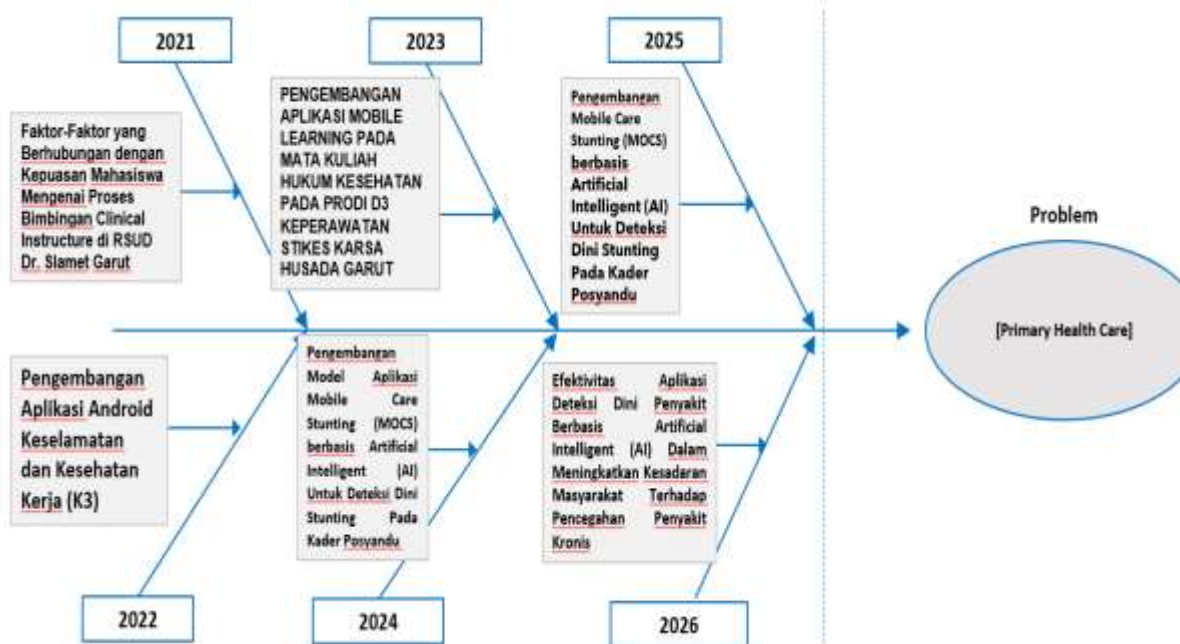 2021
2023
2025
Faktor-Faktor yang
Berhubungan dengan
Kepuasan Mahasiswa
Mengenai Proses
Bimbingan Clinical
Instructure di RSUD
Dr. Slamet Garut
PENGEMBANGAN
APLIKASI MOBILE
LEARNING PADA
MATA KULIAH
HUKUM KESEHATAN
PADA PRODI D3
KEPERAWATAN
STIKES KARSA
HUSADA GARUT
Pengembangan
Mobile Care
Stunting (MOCS)
berbasis
Artificial
Intelligent (AI)
Untuk Deteksi
Dini Stunting
Pada Kader
Posyandu
Problem
[Primary Health Care]
Pengembangan
Aplikasi Android
Keselamatan
dan Kesehatan
Kerja (K3)
Pengembangan
Model Aplikasi
Mobile Care
Stunting (MOCS)
berbasis Artificial
Intelligent (AI)
Untuk Deteksi Dini
Stunting Pada
Kader Posyandu
Efektivitas Aplikasi
Deteksi Dini Penyakit
Berbasis Artificial
Intelligent (AI) Dalam
Meningkatkan Kesadaran
Masyarakat Terhadap
Pencegahan Penyakit
Kronis
2022
2024
2026